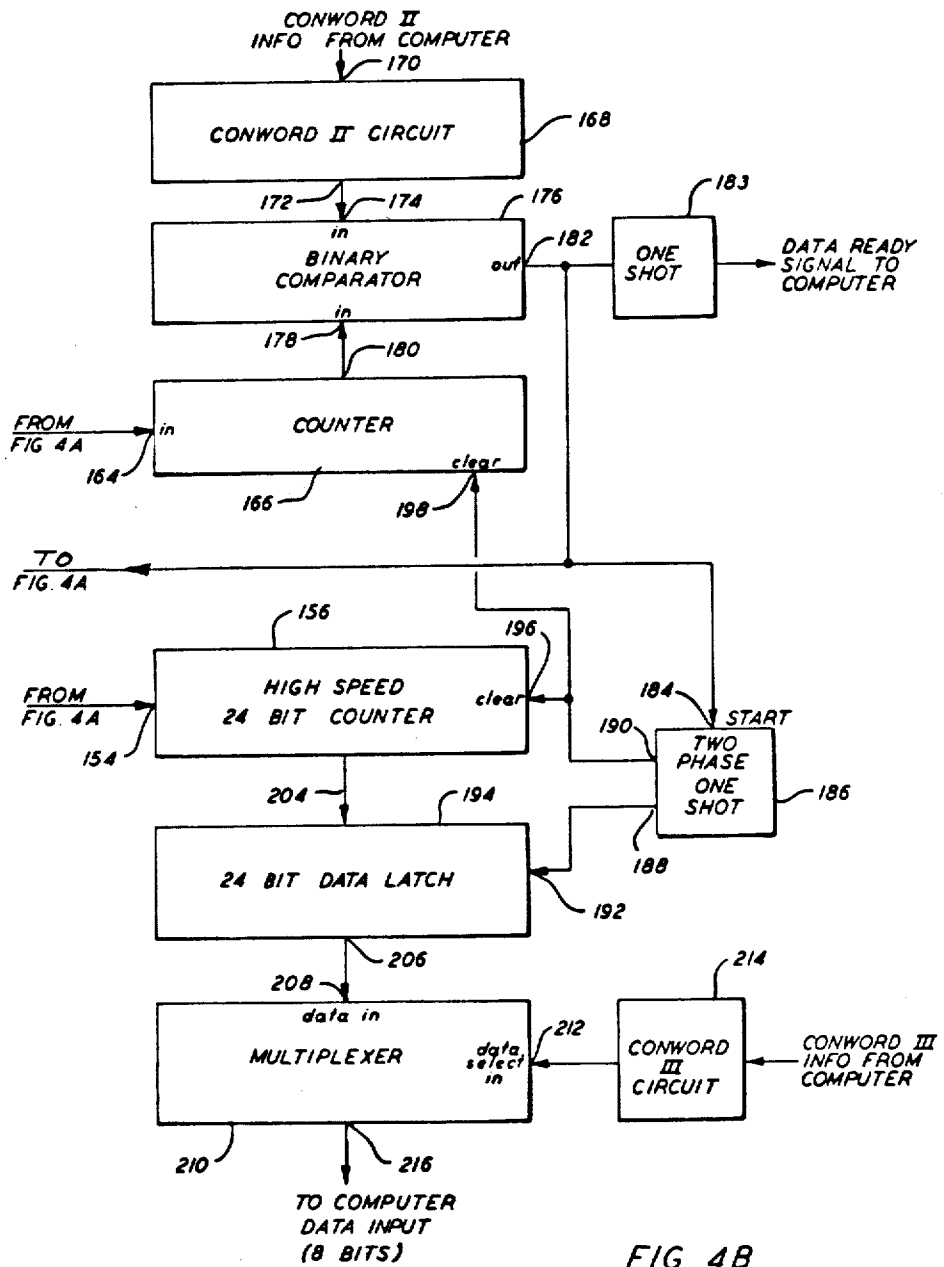 CONWORD II
INFO FROM COMPUTER
170
CONWORD II CIRCUIT
168
172
174
176
183
in
BINARY
COMPARATOR
out
182
in
178
ONE
SHOT
DATA READY
SIGNAL TO
COMPUTER
180
FROM
FIG 4A
in
COUNTER
164
clear
166
198
TO
FIG. 4A
156
196
FROM
FIG 4A
HIGH SPEED
24 BIT COUNTER
clear
154
184
START
190
TWO
PHASE
ONE
SHOT
186
188
204
194
24 BIT DATA LATCH
192
206
208
214
data in
MULTIPLEXER
data
select
in
212
CONWORD
III
CIRCUIT
CONWORD III
INFO FROM
COMPUTER
210
216
TO COMPUTER
DATA INPUT
(8 BITS)
FIG 4B